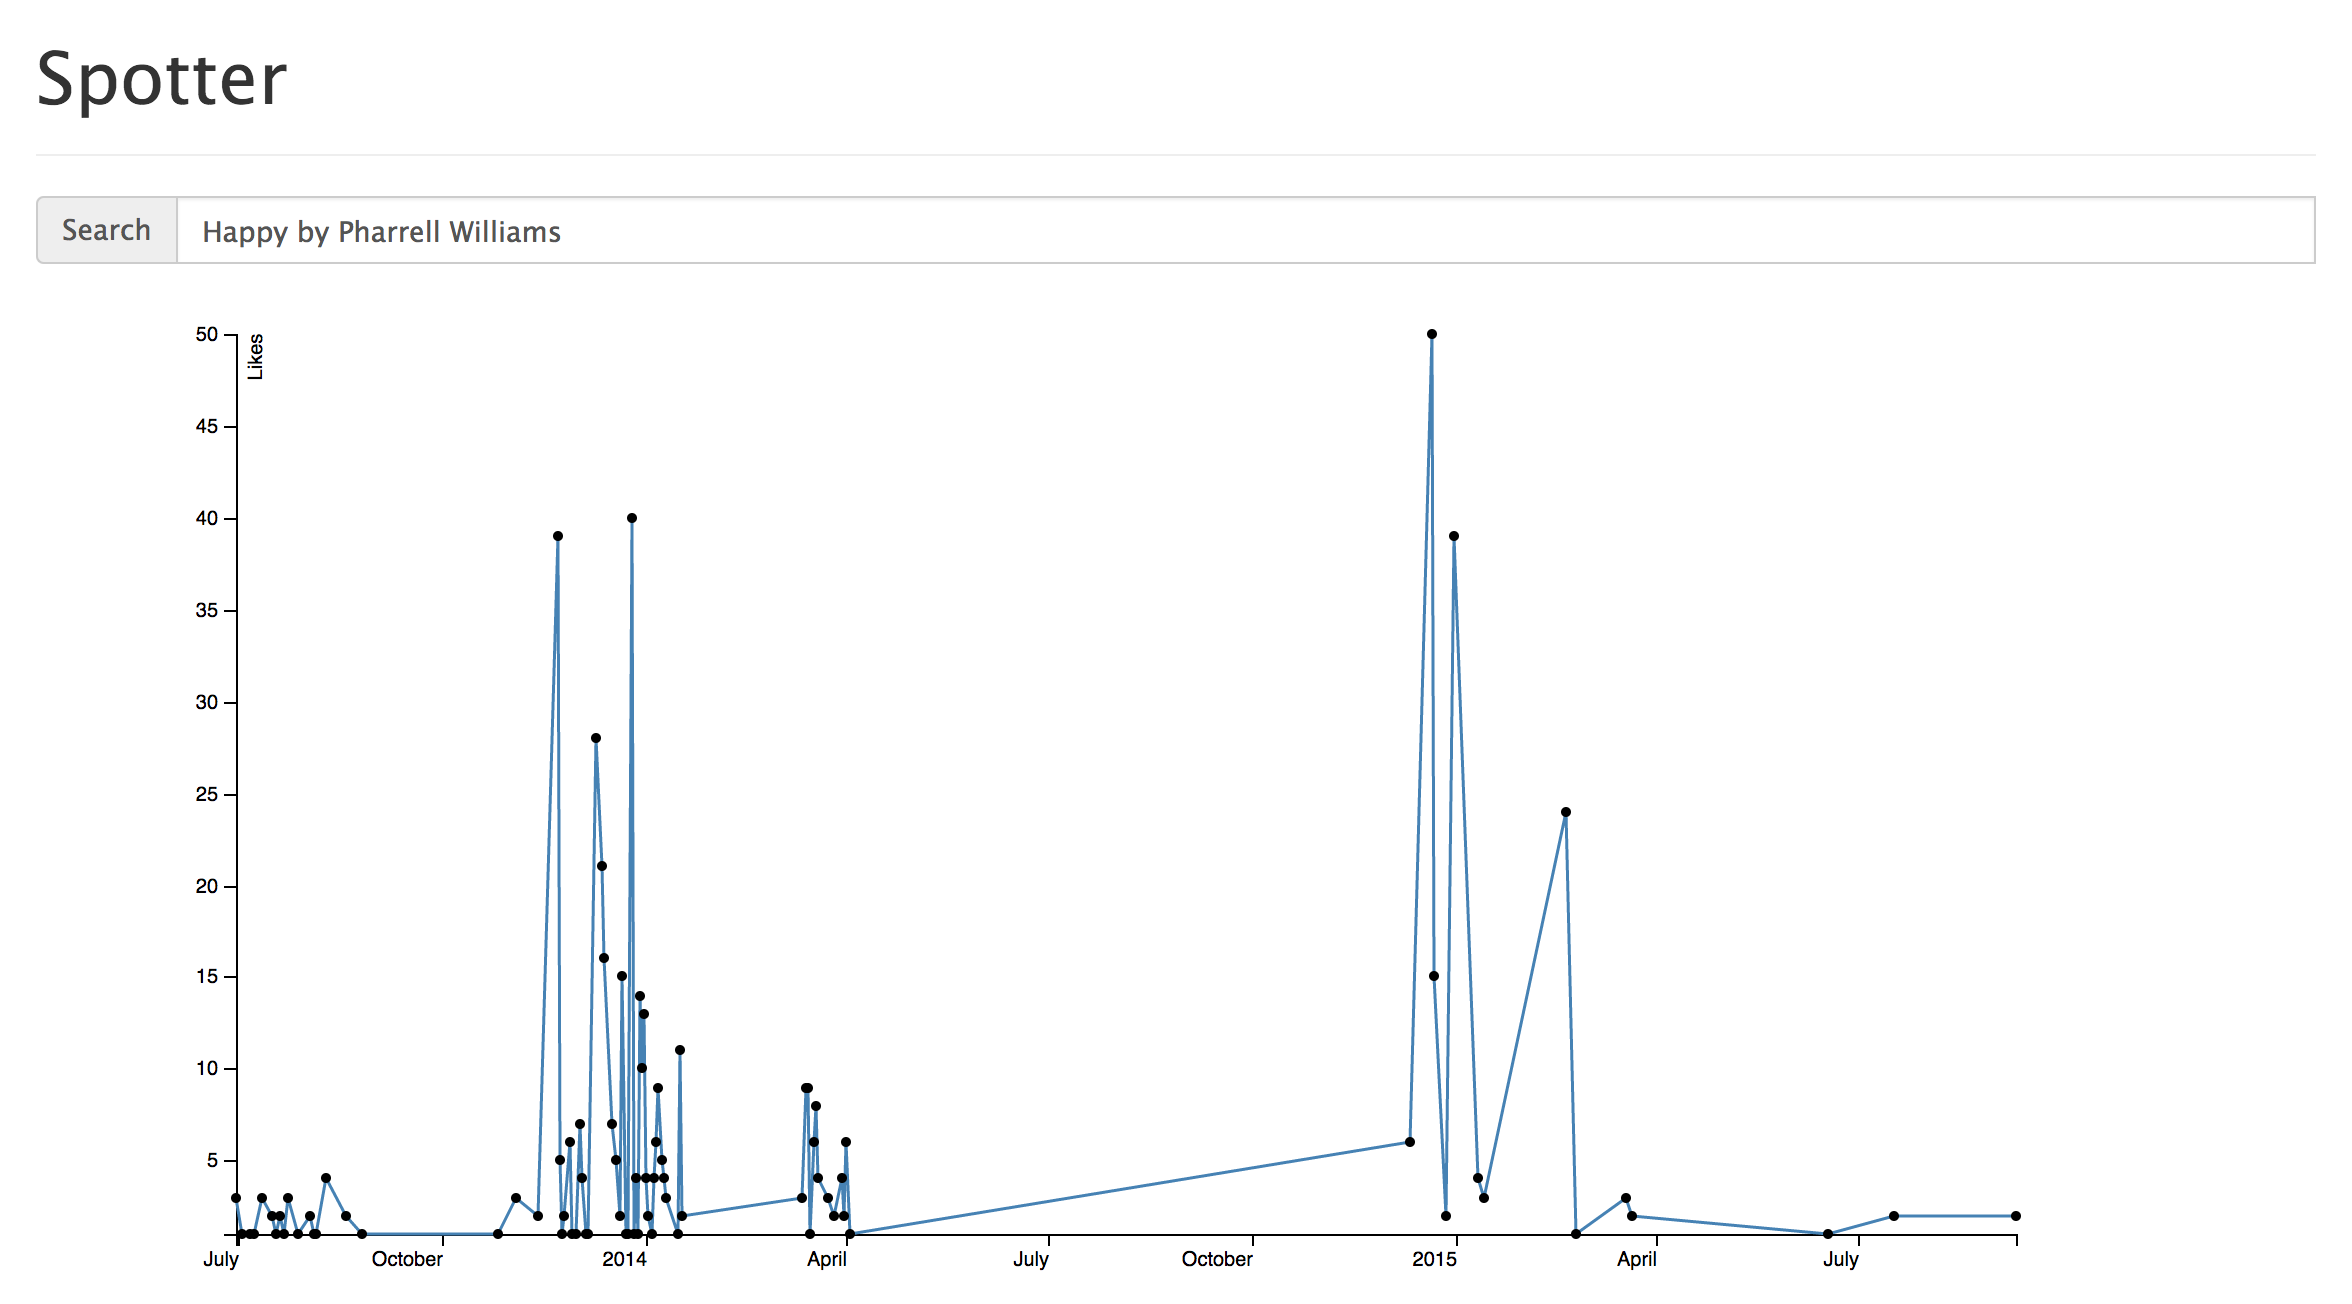 Spotter
Search
Happy by Pharrell Williams
Likes
50
45
40
35
30
25
20
15
10
5
July October 2014 April July October 2015 April July